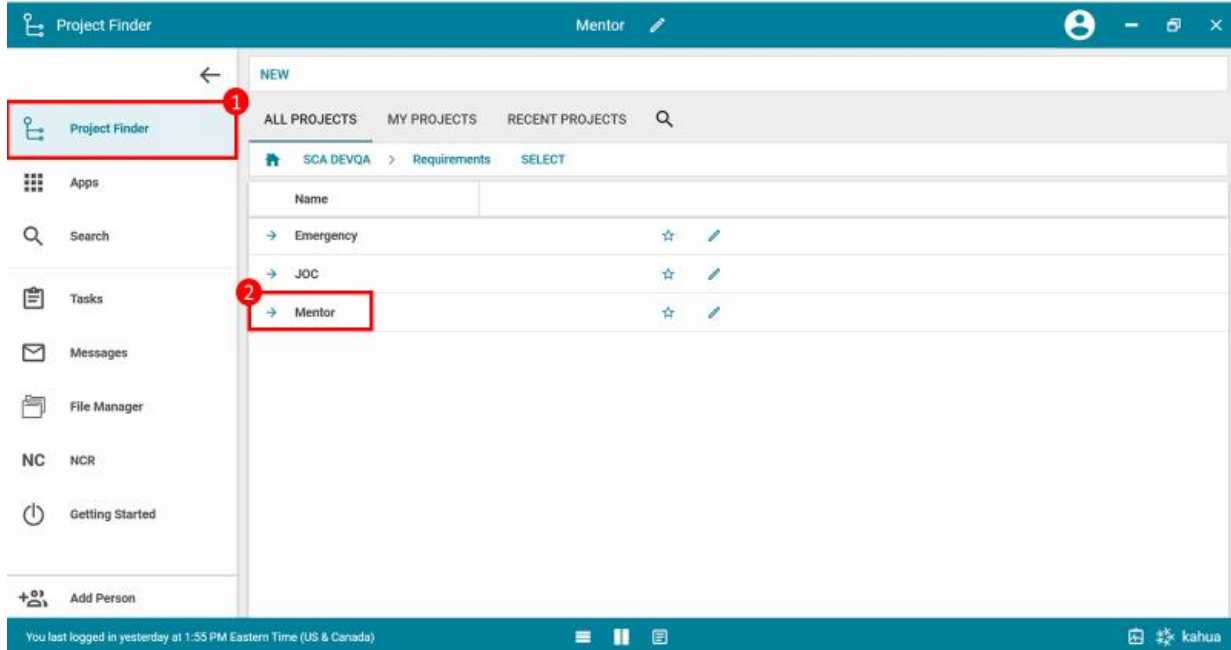 Project Finder
Mentor
NEW
1
Project Finder
ALL PROJECTS MY PROJECTS RECENT PROJECTS
SCA DEVQA > Requirements SELECT
Apps
Name
Search
Emergency
JOC
Tasks
2
Mentor
Messages
File Manager
NC NCR
Getting Started
Add Person
You last logged in yesterday at 1:55 PM Eastern Time (US & Canada)
kahua